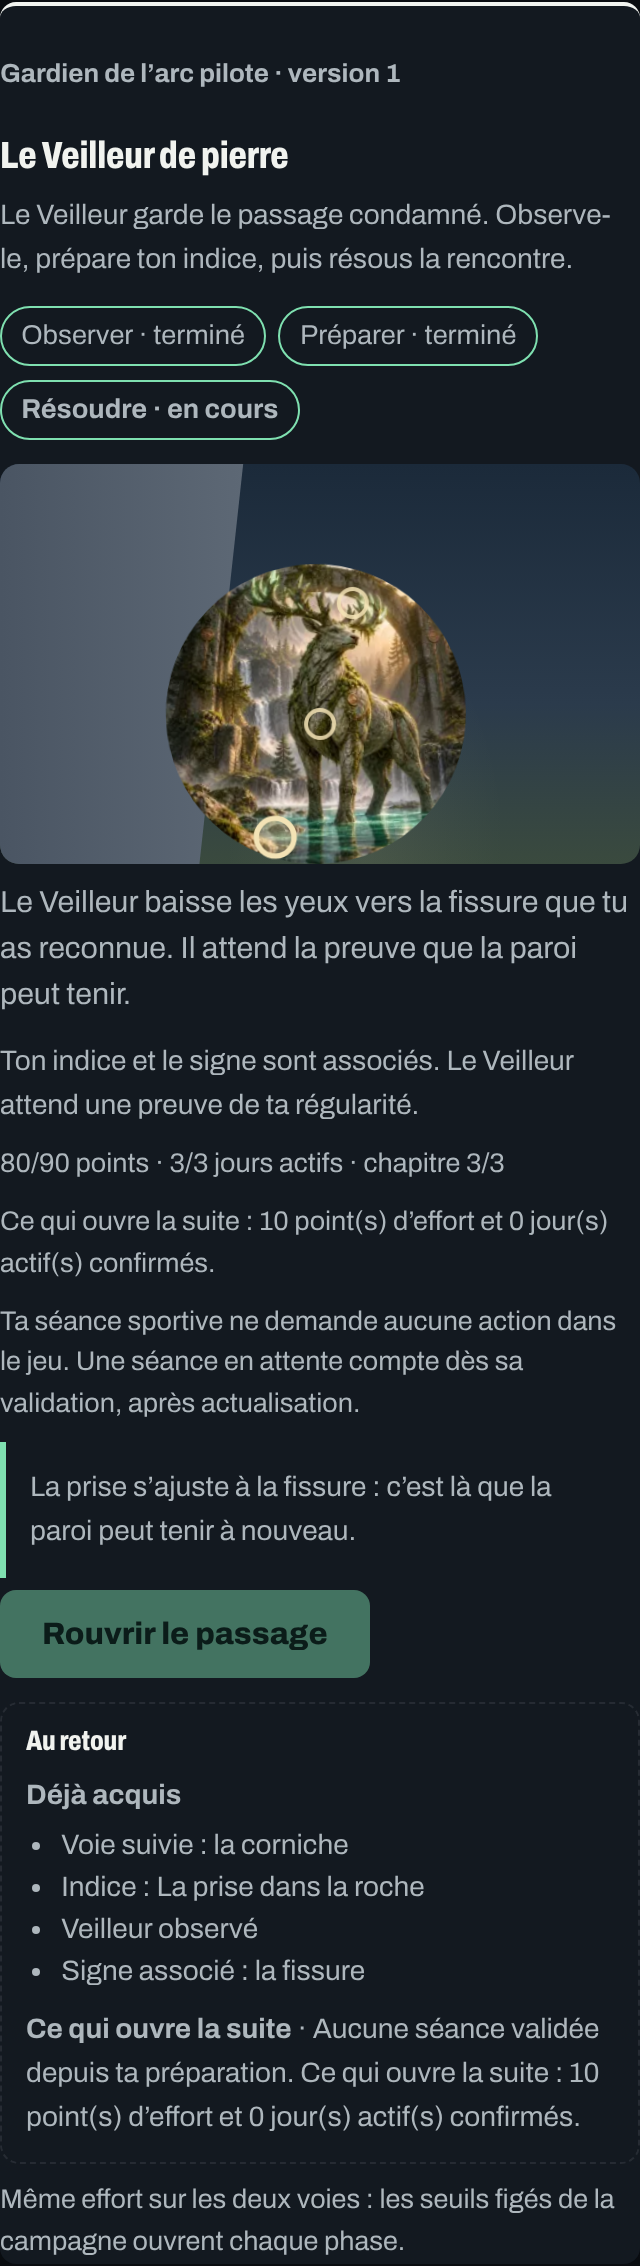 Gardien de l’arc pilote · version 1
Le Veilleur de pierre
Le Veilleur garde le passage condamné. Observe-
le, prépare ton indice, puis résous la rencontre.
Observer · terminé
Préparer · terminé
Résoudre · en cours
Le Veilleur baisse les yeux vers la fissure que tu
as reconnue. Il attend la preuve que la paroi
peut tenir.
Ton indice et le signe sont associés. Le Veilleur
attend une preuve de ta régularité.
80/90 points · 3/3 jours actifs · chapitre 3/3
Ce qui ouvre la suite : 10 point(s) d’effort et 0 jour(s)
actif(s) confirmés.
Ta séance sportive ne demande aucune action dans
le jeu. Une séance en attente compte dès sa
validation, après actualisation.
La prise s’ajuste à la fissure : c’est là que la
paroi peut tenir à nouveau.
Rouvrir le passage
Au retour
Déjà acquis
• Voie suivie : la corniche
• Indice : La prise dans la roche
• Veilleur observé
• Signe associé : la fissure
Ce qui ouvre la suite · Aucune séance validée
depuis ta préparation. Ce qui ouvre la suite : 10
point(s) d’effort et 0 jour(s) actif(s) confirmés.
Même effort sur les deux voies : les seuils figés de la
campagne ouvrent chaque phase.